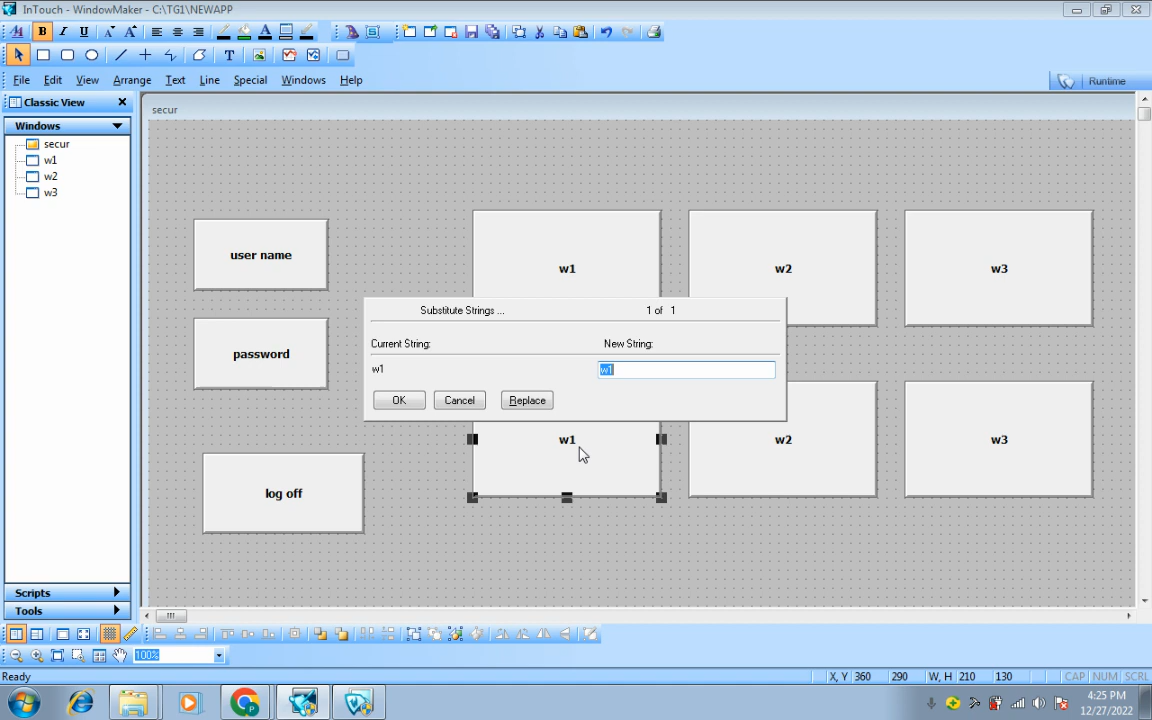 InTouch - WindowMaker - C:\TG1\NEWAPP
File Edit View Arrange Text Line Special Windows Help
Runtime
Classic View
Windows
secur
w1
w2
w3
Scripts
Tools
secur
user name
password
log off
w1 w2 w3
Substitute Strings ... 1 of 1
Current String: New String:
w1 w1
OK Cancel Replace
w1 w2 w3
100%
Ready
X, Y 360 290 W, H 210 130 CAP NUM SCRL
4:25 PM
12/27/2022